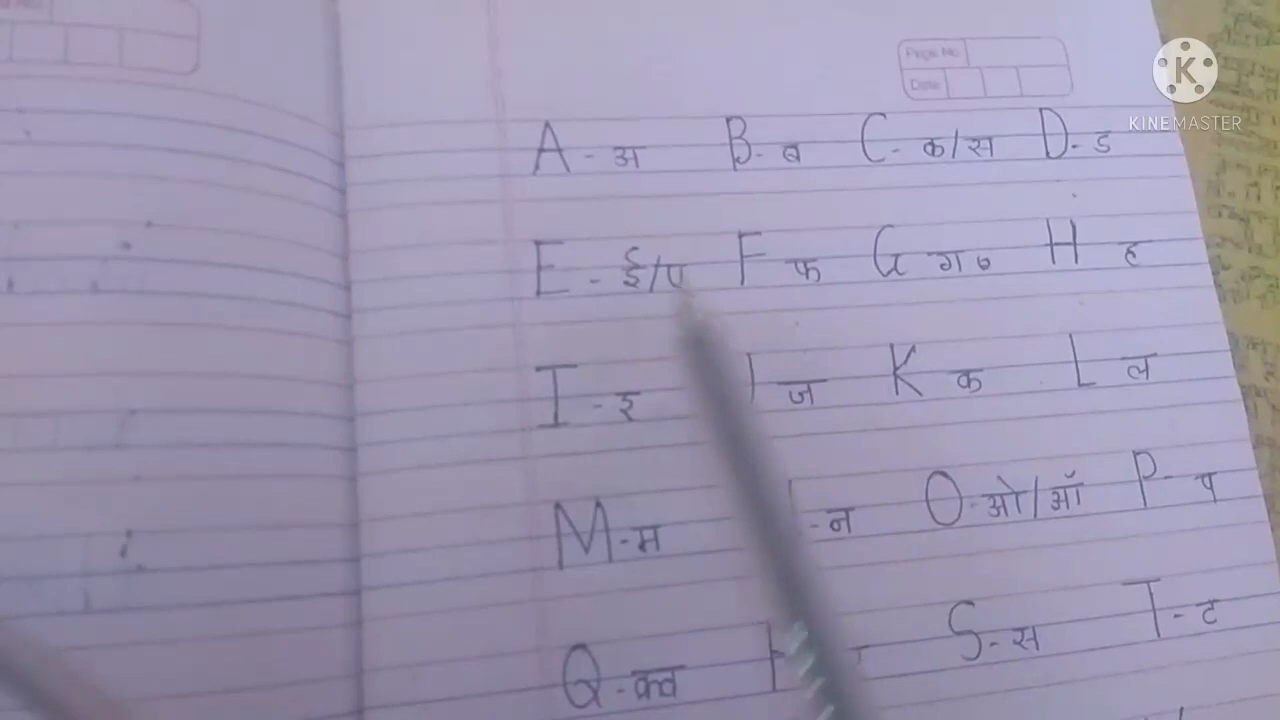 Page No
Date
KINEMASTER
A - अ B - ब C - क/स D - ड
E - ई/ए F फ G ग ज H ह
I - इ J ज K क L ल
M - म - न O - ओ/ऑ P - प
Q - क्व S - स T - ट